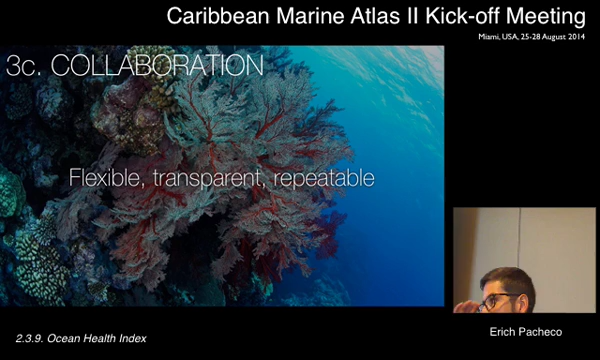 Caribbean Marine Atlas II Kick-off Meeting
Miami, USA, 25-28 August 2014
3c. COLLABORATION
Flexible, transparent, repeatable
Erich Pacheco
2.3.9. Ocean Health Index